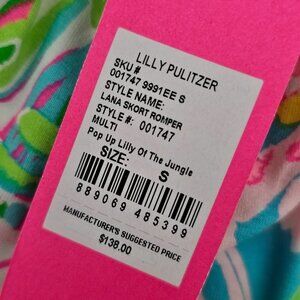 LILLY PULITZER
SKU#
001747 9991EE S
STYLE NAME:
LANA SKORT ROMPER
STYLE #: 001747
MULTI
Pop Up Lilly Of The Jungle
SIZE: S
889069 485399
MANUFACTURER'S SUGGESTED PRICE
$138.00